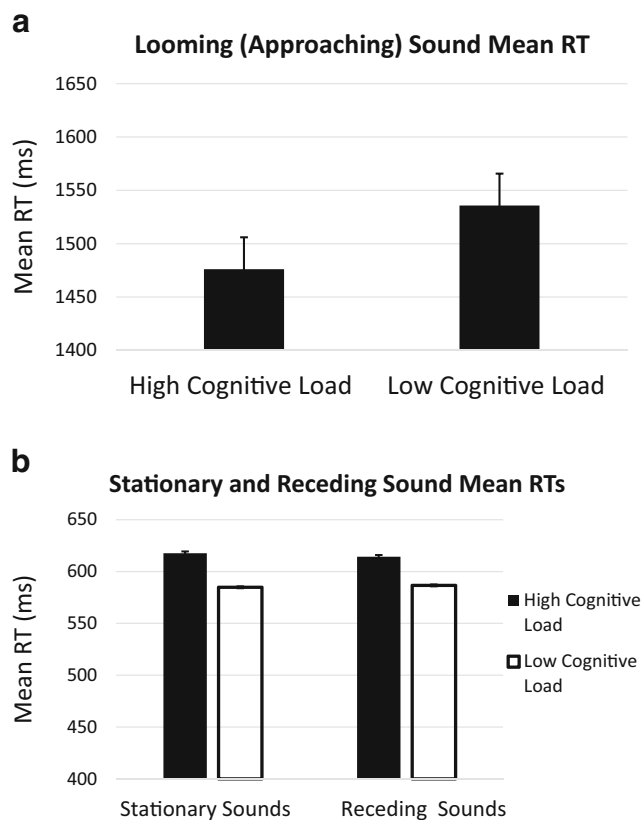 a
Looming (Approaching) Sound Mean RT
Mean RT (ms)
1650
1600
1550
1500
1450
1400
High Cognitive Load Low Cognitive Load
b
Stationary and Receding Sound Mean RTs
Mean RT (ms)
650
600
550
500
450
400
Stationary Sounds Receding Sounds
High Cognitive
Load
Low Cognitive
Load